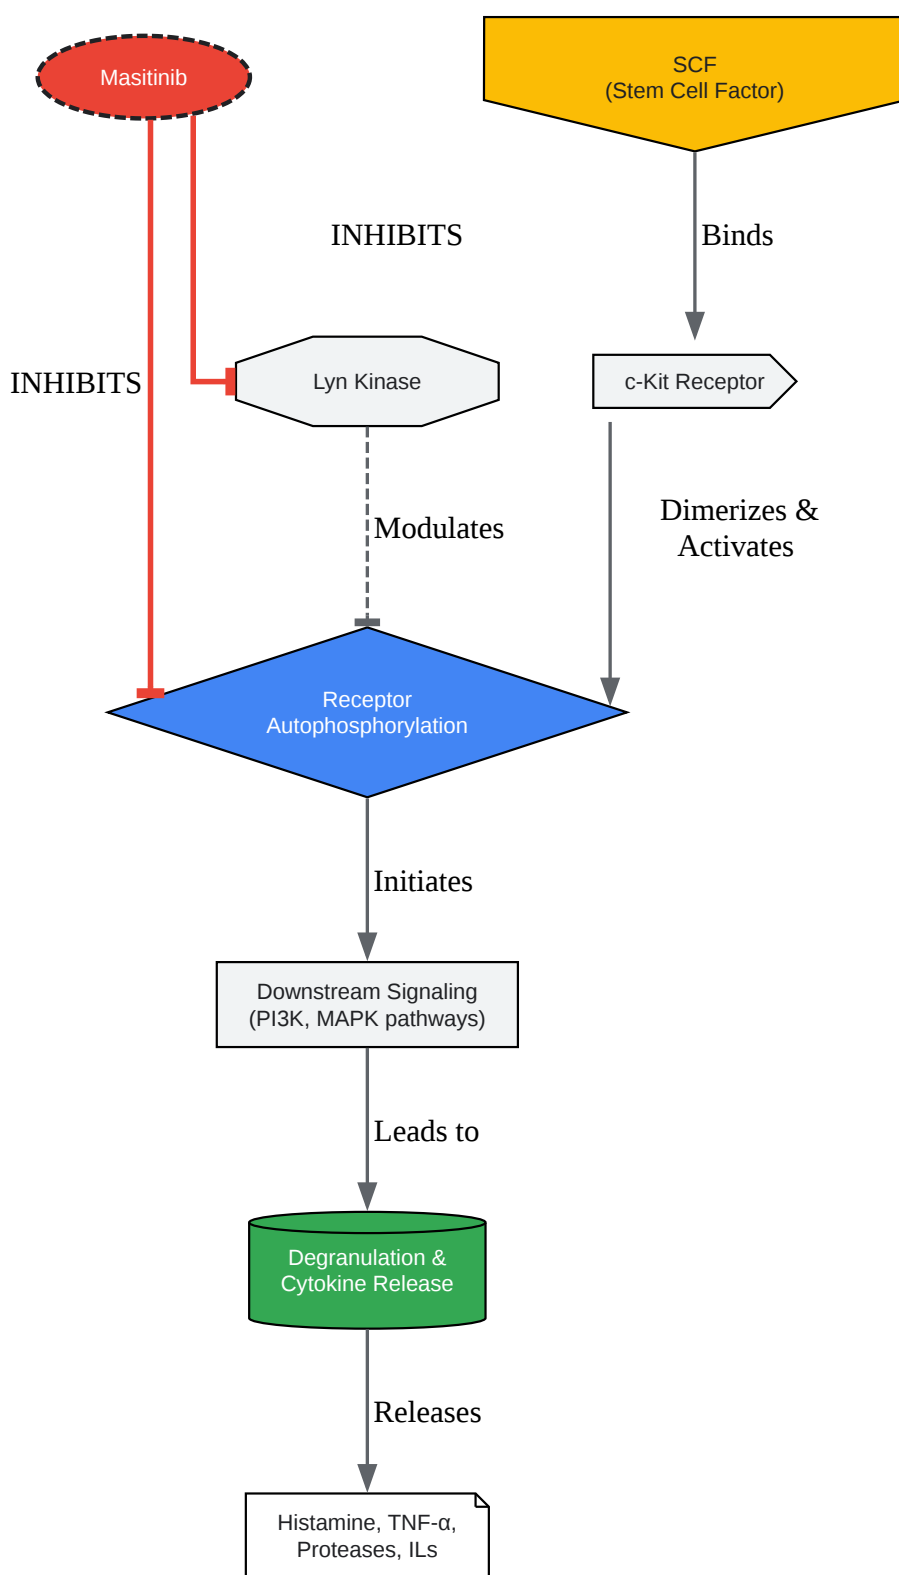 Masitinib
SCF
(Stem Cell Factor)
INHIBITS
Binds
INHIBITS
Lyn Kinase
c-Kit Receptor
Modulates
Dimerizes &
Activates
Receptor
Autophosphorylation
Initiates
Downstream Signaling
(PI3K, MAPK pathways)
Leads to
Degranulation &
Cytokine Release
Releases
Histamine, TNF-α,
Proteases, ILs